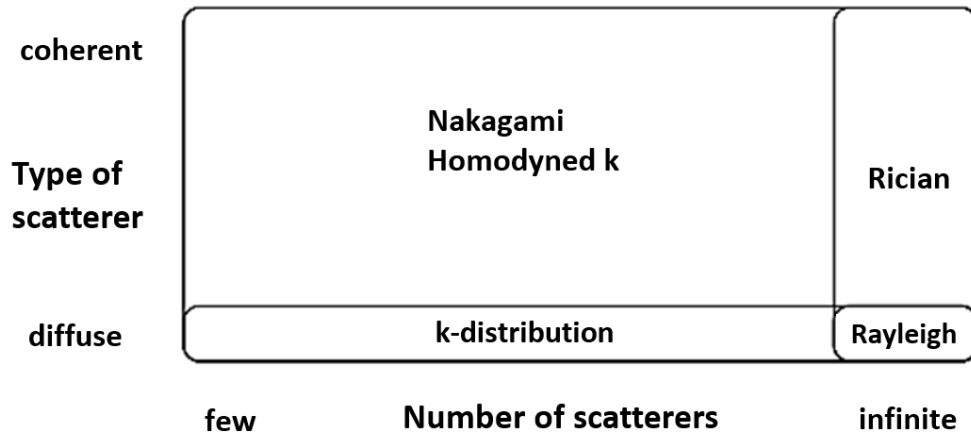 coherent
Nakagami
Homodyned k
Type of
scatterer
Rician
diffuse
k-distribution
Rayleigh
few
Number of scatterers
infinite